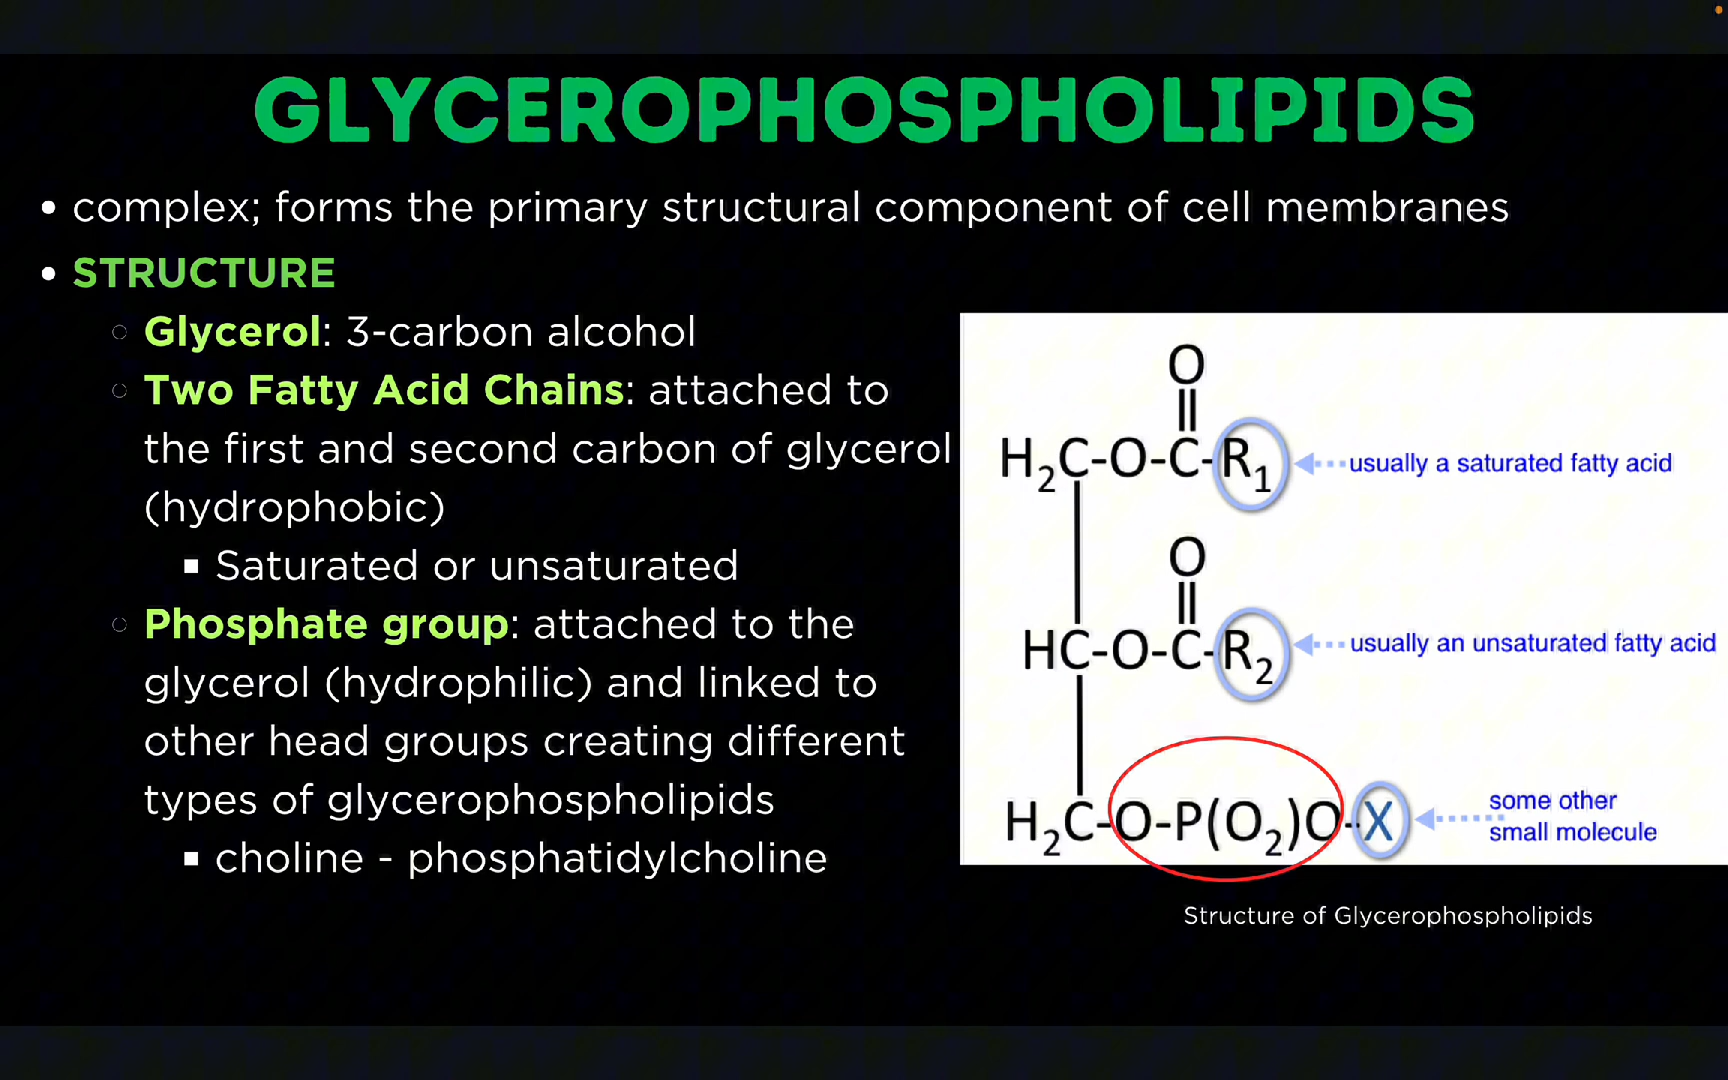 GLYCEROPHOSPHOLIPIDS
• complex; forms the primary structural component of cell membranes
• STRUCTURE
○ Glycerol: 3-carbon alcohol
○ Two Fatty Acid Chains: attached to
the first and second carbon of glycerol
(hydrophobic)
▪ Saturated or unsaturated
○ Phosphate group: attached to the
glycerol (hydrophilic) and linked to
other head groups creating different
types of glycerophospholipids
▪ choline - phosphatidylcholine
O
H₂C-O-C-R₁ usually a saturated fatty acid
O
HC-O-C-R₂ usually an unsaturated fatty acid
H₂C-O-P(O₂)O-X some other
small molecule
Structure of Glycerophospholipids